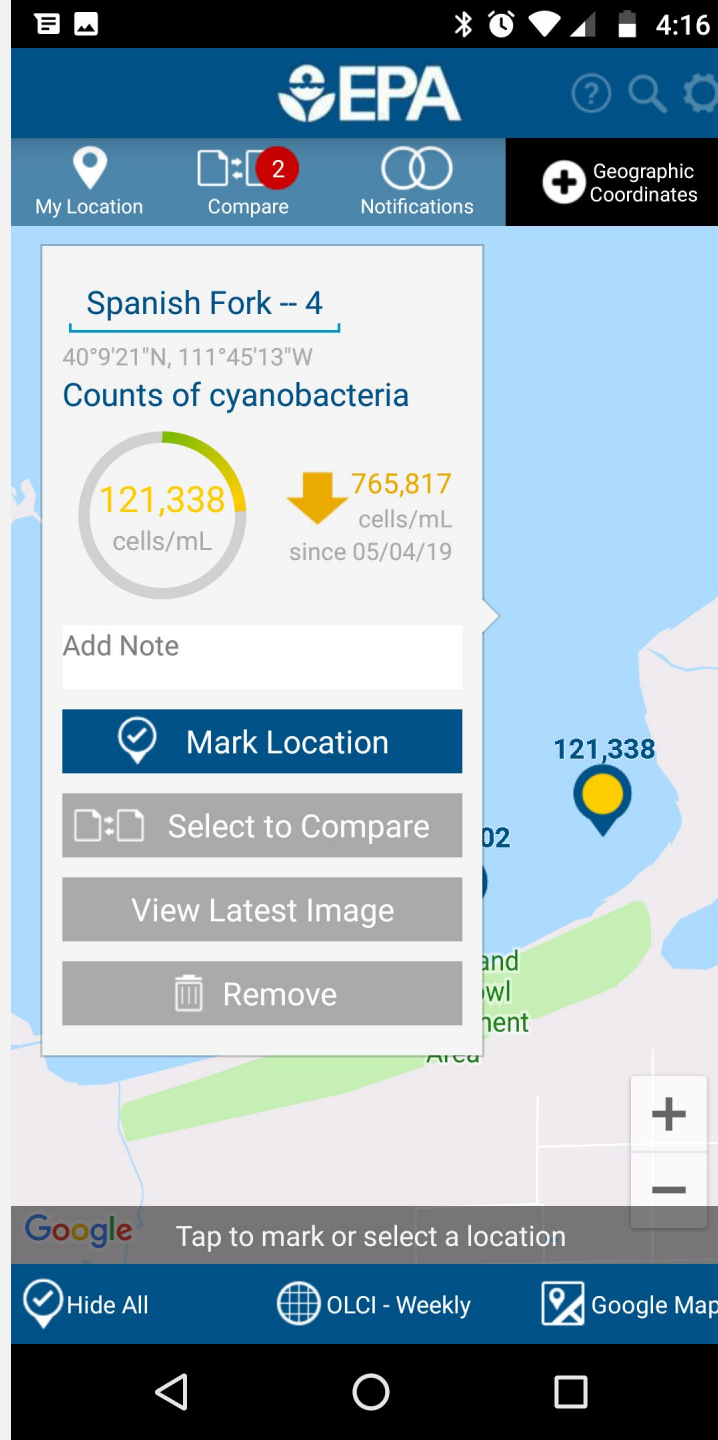 4:16
EPA
My Location
2
Compare
Notifications
Geographic
Coordinates
Spanish Fork -- 4
40°9'21"N, 111°45'13"W
Counts of cyanobacteria
121,338
cells/mL
765,817
cells/mL
since 05/04/19
Add Note
Mark Location
Select to Compare
View Latest Image
Remove
121,338
02
and
owl
ment
Area
Google
Tap to mark or select a location
Hide All
OLCI - Weekly
Google Map